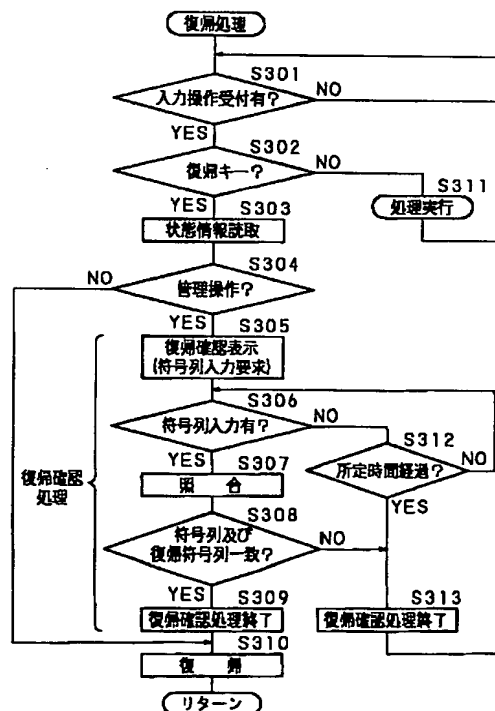 復帰処理
S301
入力操作受付有?
NO
YES
S302
復帰キー?
NO
S311
処理実行
YES
S303
状態情報読取
S304
管理操作?
NO
YES
S305
復帰確認表示
(符号列入力要求)
S306
符号列入力有?
NO
S312
所定時間経過?
NO
YES
YES
S307
照 合
復帰確認
処理
S308
符号列及び
復帰符号列一致?
NO
YES
S309
復帰確認処理終了
S313
復帰確認処理終了
S310
復 帰
リターン